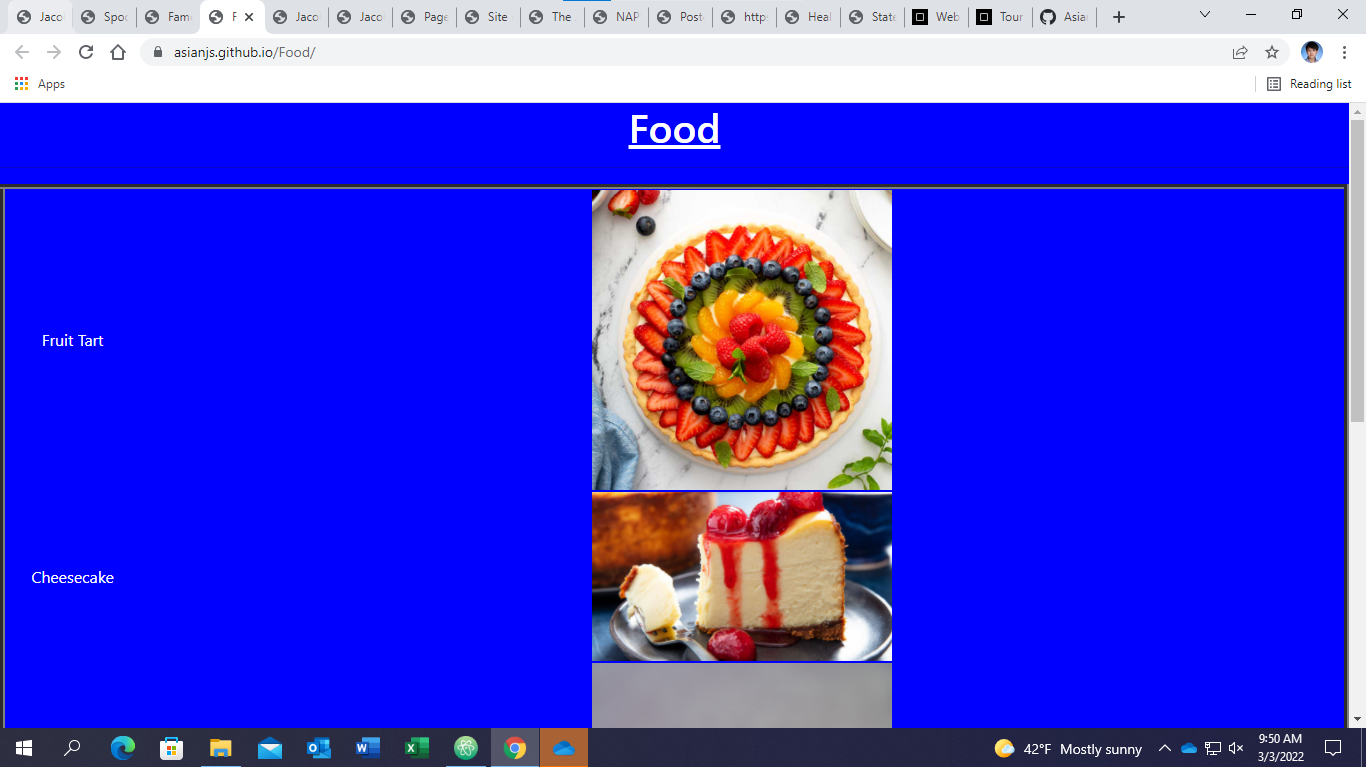 Jaco
Spoo
Fam
F
Jaco
Jaco
Page
Site
The
NAP
Post
http
Heal
State
Web
Tour
Asia
asianjs.github.io/Food/
Apps
Reading list
Food
Fruit Tart
Cheesecake
42°F Mostly sunny
9:50 AM
3/3/2022